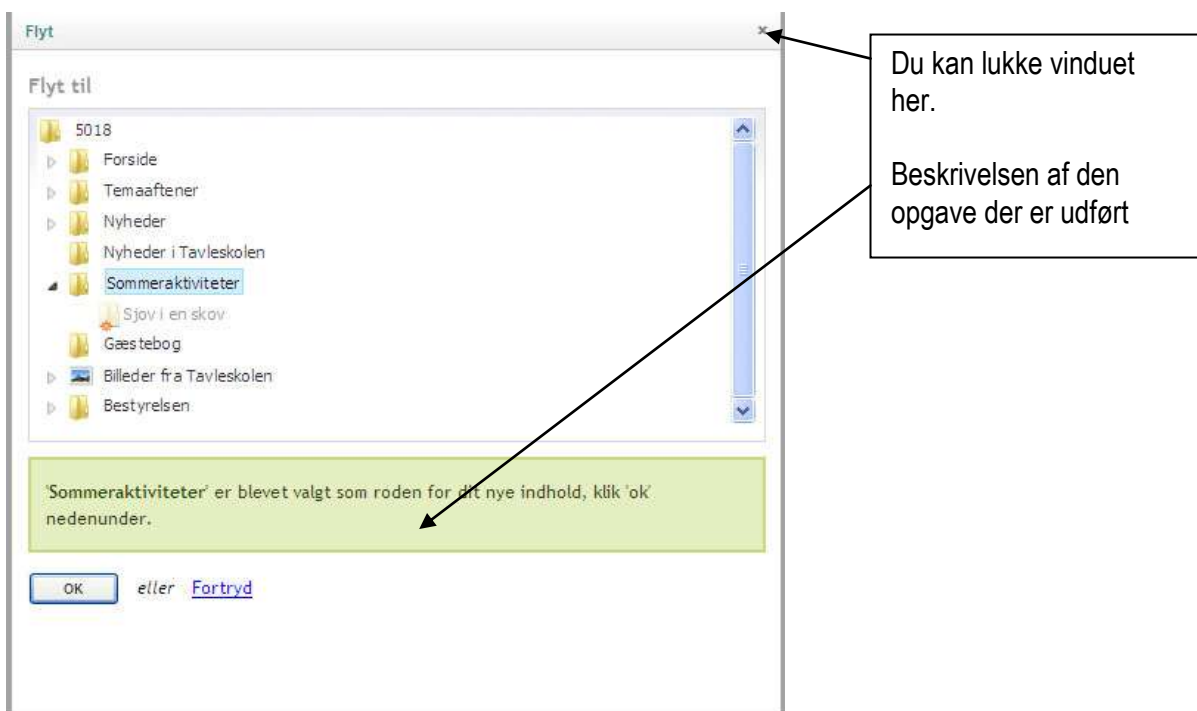 Flyt
Flyt til
5018
Forside
Temaaftener
Nyheder
Nyheder i Tavleskolen
Sommeraktiviteter
Sjov i en skov
Gæstebog
Billeder fra Tavleskolen
Bestyrelsen
'Sommeraktiviteter' er blevet valgt som roden for dit nye indhold, klik 'ok'
nedenunder.
OK eller Fortryd
Du kan lukke vinduet
her.
Beskrivelsen af den
opgave der er udført